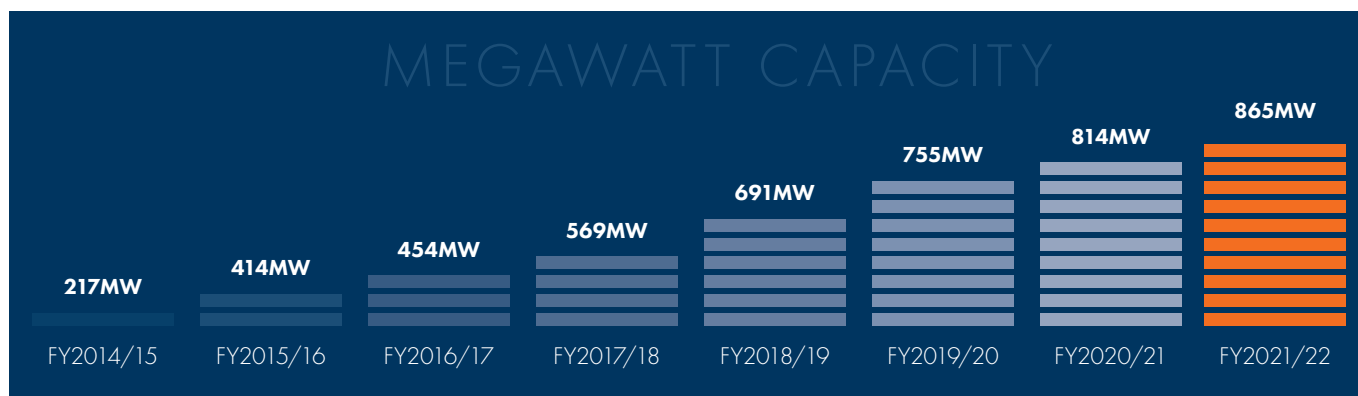 MEGAWATT CAPACITY
217MW
414MW
454MW
569MW
691MW
755MW
814MW
865MW
FY2014/15
FY2015/16
FY2016/17
FY2017/18
FY2018/19
FY2019/20
FY2020/21
FY2021/22